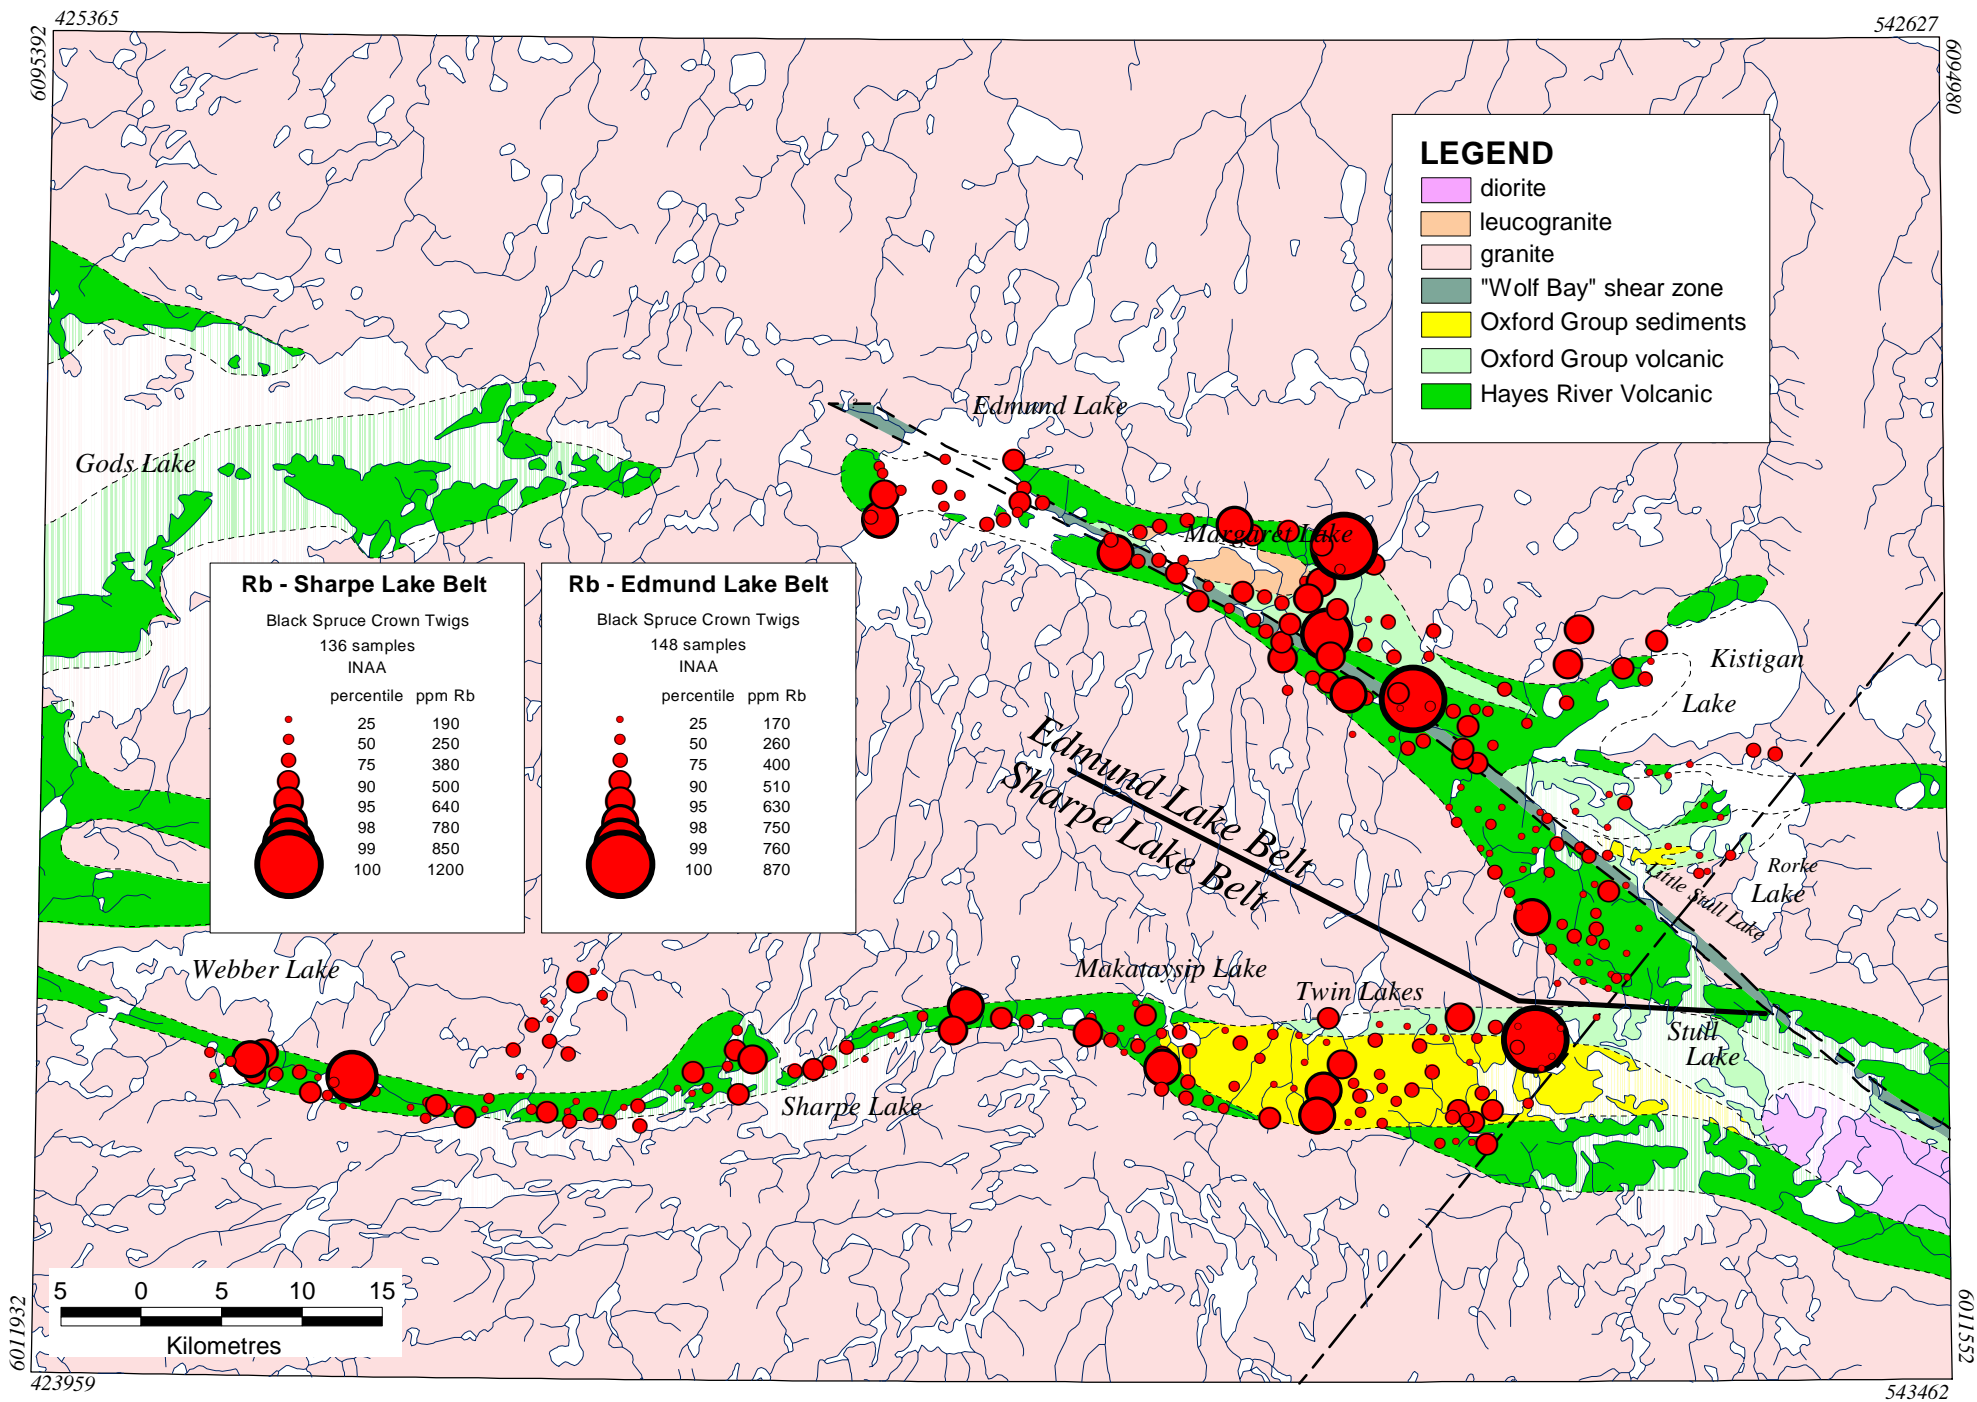 425365
542627
6095392
6094980
LEGEND
diorite
leucogranite
granite
"Wolf Bay" shear zone
Oxford Group sediments
Oxford Group volcanic
Hayes River Volcanic
Edmund Lake
Gods Lake
Margaret Lake
Kistigan
Lake
Rb - Sharpe Lake Belt
Black Spruce Crown Twigs
136 samples
INAA
percentile ppm Rb
25 190
50 250
75 380
90 500
95 640
98 780
99 850
100 1200
Rb - Edmund Lake Belt
Black Spruce Crown Twigs
148 samples
INAA
percentile ppm Rb
25 170
50 260
75 400
90 510
95 630
98 750
99 760
100 870
Edmund Lake Belt
Sharpe Lake Belt
Rorke
Lake
Little Stull Lake
Webber Lake
Makataysip Lake
Twin Lakes
Stull
Lake
Sharpe Lake
5 0 5 10 15
Kilometres
6011932
6011552
423959
543462